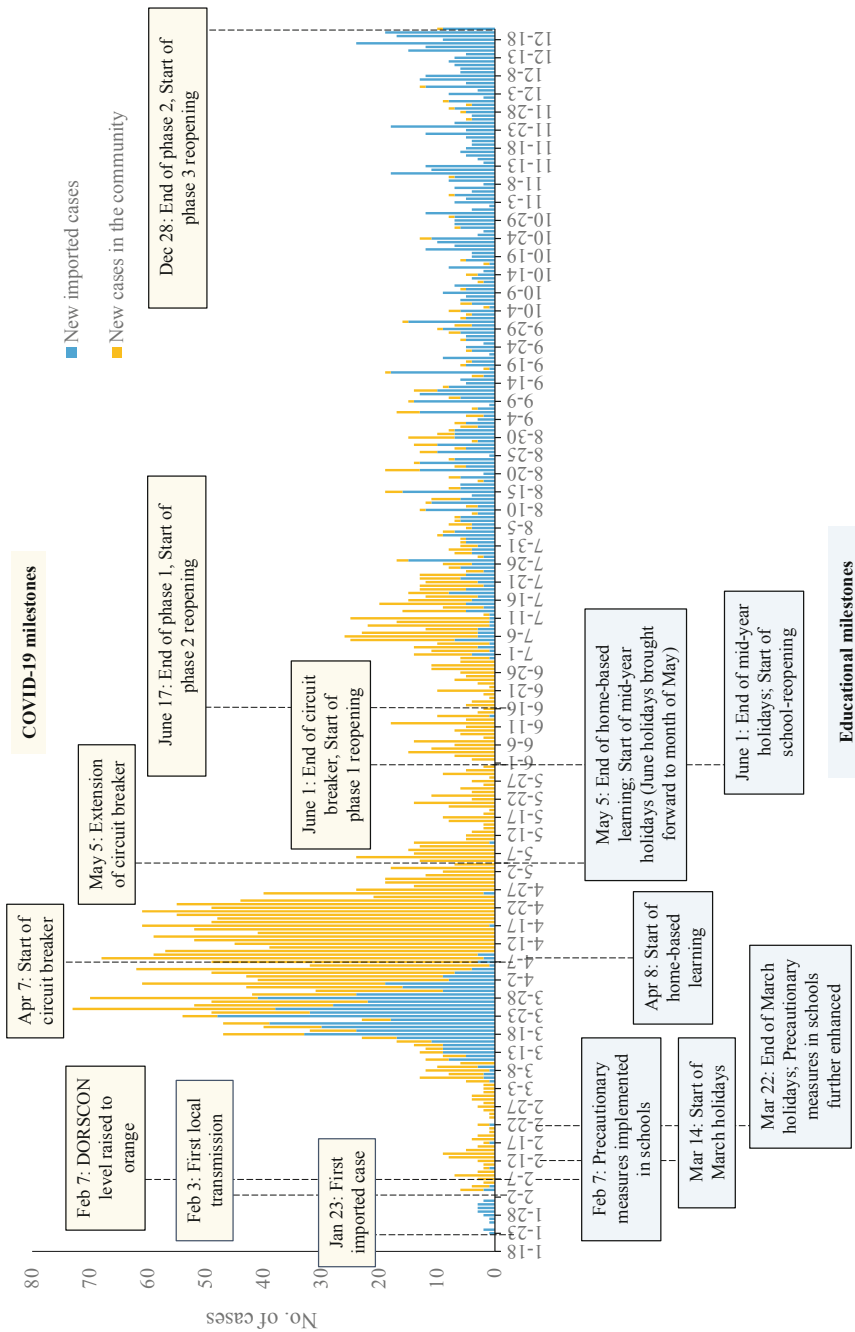 COVID-19 milestones
Feb 7: DORSCON
level raised to
orange
Feb 3: First local
transmission
Jan 23: First
imported case
Apr 7: Start of
circuit breaker
May 5: Extension
of circuit breaker
June 1: End of circuit
breaker, Start of
phase 1 reopening
June 17: End of phase 1, Start of
phase 2 reopening
Dec 28: End of phase 2, Start of
phase 3 reopening
New imported cases
New cases in the community
No. of cases
80
70
60
50
40
30
20
10
0
1-18
1-23
1-28
2-2
2-7
2-12
2-17
2-22
2-27
3-3
3-8
3-13
3-18
3-23
3-28
4-2
4-7
4-12
4-17
4-22
4-27
5-2
5-7
5-12
5-17
5-22
5-27
6-1
6-6
6-11
6-16
6-21
6-26
7-1
7-6
7-11
7-16
7-21
7-26
7-31
8-5
8-10
8-15
8-20
8-25
8-30
9-4
9-9
9-14
9-19
9-24
9-29
10-4
10-9
10-14
10-19
10-24
10-29
11-3
11-8
11-13
11-18
11-23
11-28
12-3
12-8
12-13
12-18
Feb 7: Precautionary
measures implemented
in schools
Mar 14: Start of
March holidays
Mar 22: End of March
holidays; Precautionary
measures in schools
further enhanced
Apr 8: Start of
home-based
learning
May 5: End of home-based
learning; Start of mid-year
holidays (June holidays brought
forward to month of May)
June 1: End of mid-year
holidays; Start of
school-reopening
Educational milestones